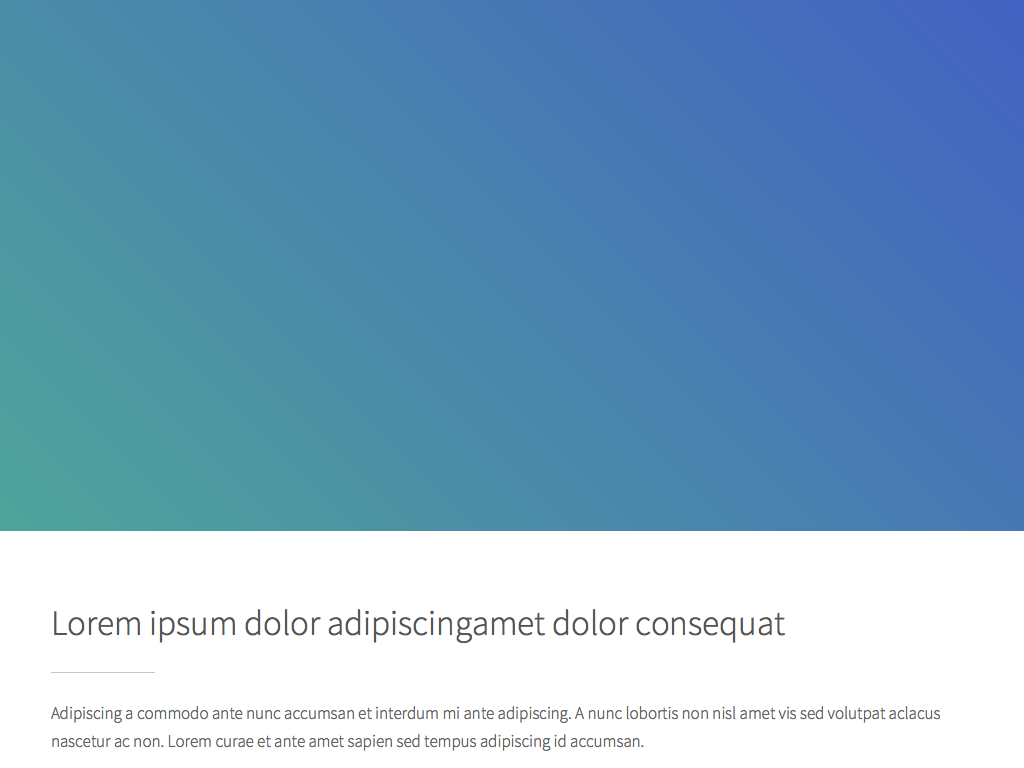 Lorem ipsum dolor adipiscingamet dolor consequat
Adipiscing a commodo ante nunc accumsan et interdum mi ante adipiscing. A nunc lobortis non nisl amet vis sed volutpat aclacus
nascetur ac non. Lorem curae et ante amet sapien sed tempus adipiscing id accumsan.